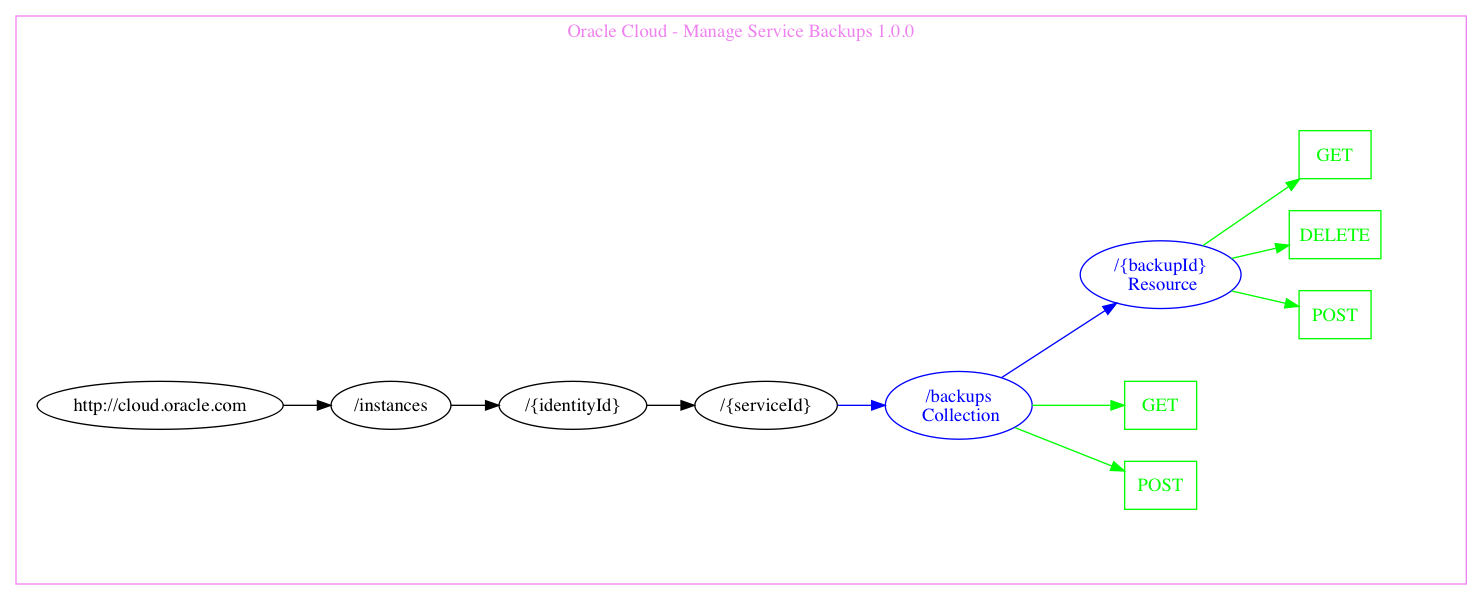 Oracle Cloud - Manage Service Backups 1.0.0
http://cloud.oracle.com
/instances
/{identityId}
/{serviceId}
/backups
Collection
/{backupId}
Resource
GET
DELETE
POST
GET
POST